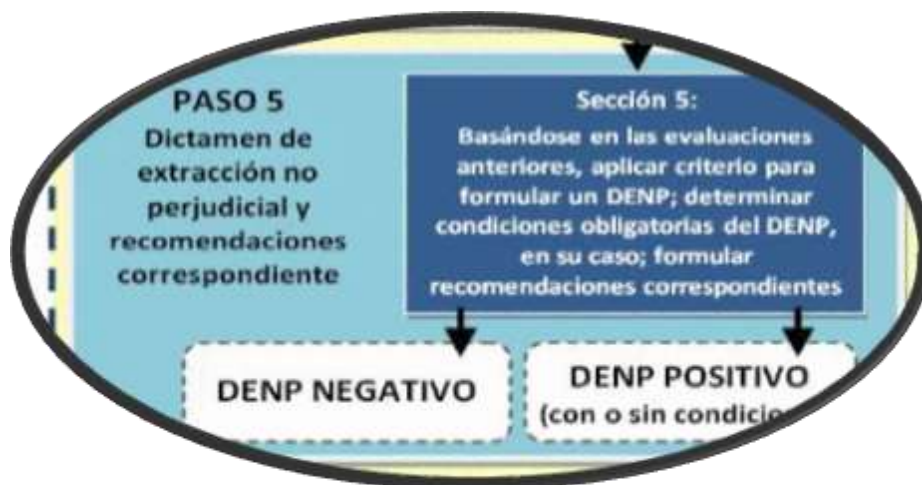 PASO 5
Dictamen de
extracción no
perjudicial y
recomendaciones
correspondiente
Sección 5:
Basándose en las evaluaciones
anteriores, aplicar criterio para
formular un DENP; determinar
condiciones obligatorias del DENP,
en su caso; formular
recomendaciones correspondientes
DENP NEGATIVO
DENP POSITIVO
(con o sin